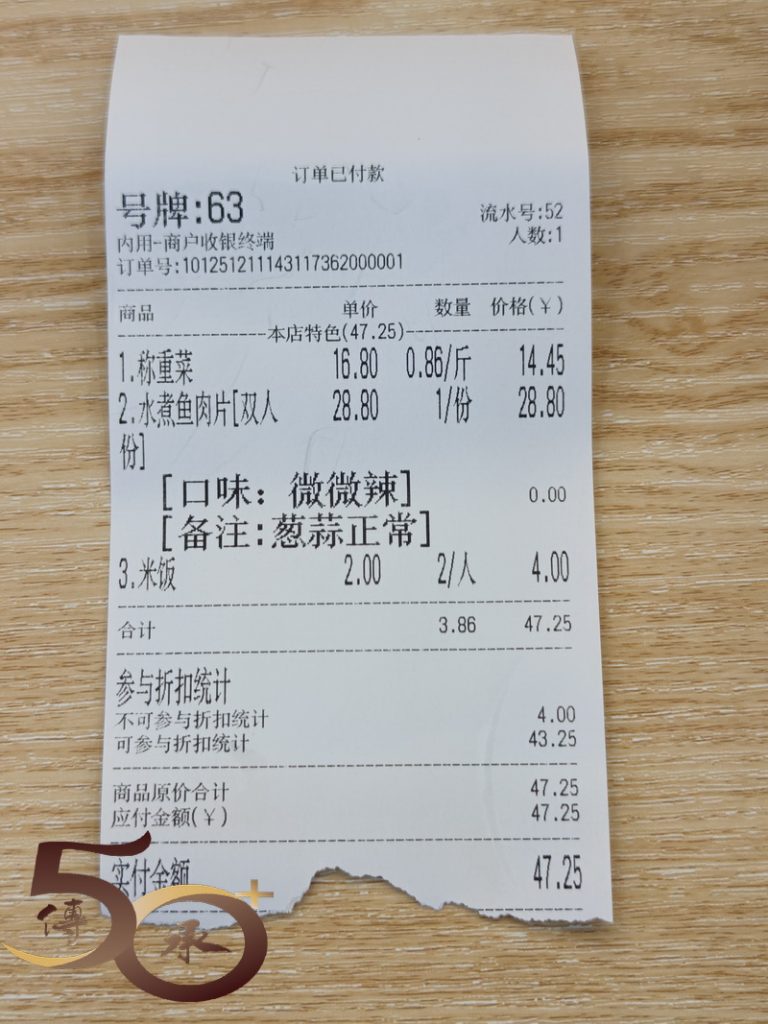 订单已付款
号牌:63
流水号:52
内用-商户收银终端
人数:1
订单号:101251211143117362000001
商品 单价 数量 价格(¥)
本店特色(47.25)
1.称重菜 16.80 0.86/斤 14.45
2.水煮鱼肉片[双人 28.80 1/份 28.80
份]
[口味: 微微辣] 0.00
[备注:葱蒜正常]
3.米饭 2.00 2/人 4.00
合计 3.86 47.25
参与折扣统计
不可参与折扣统计 4.00
可参与折扣统计 43.25
商品原价合计 47.25
应付金额(¥) 47.25
实付金额 47.25
50+
傳承